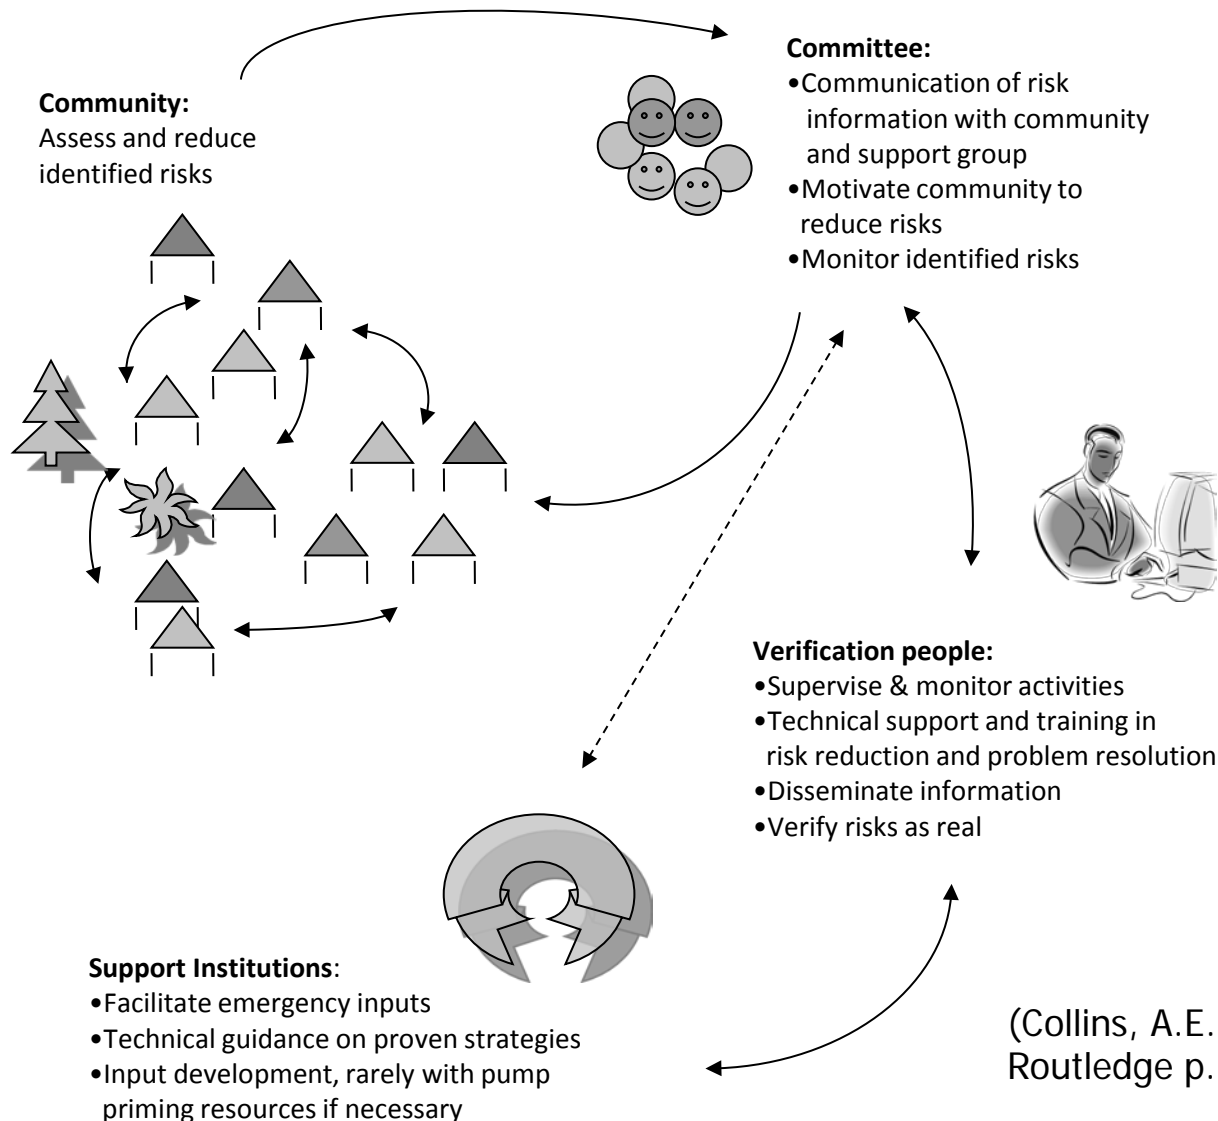 Community:
Assess and reduce
identified risks
Committee:
•Communication of risk
information with community
and support group
•Motivate community to
reduce risks
•Monitor identified risks
Verification people:
•Supervise & monitor activities
•Technical support and training in
risk reduction and problem resolution
•Disseminate information
•Verify risks as real
Support Institutions:
•Facilitate emergency inputs
•Technical guidance on proven strategies
•Input development, rarely with pump
priming resources if necessary
(Collins, A.E.
Routledge p.